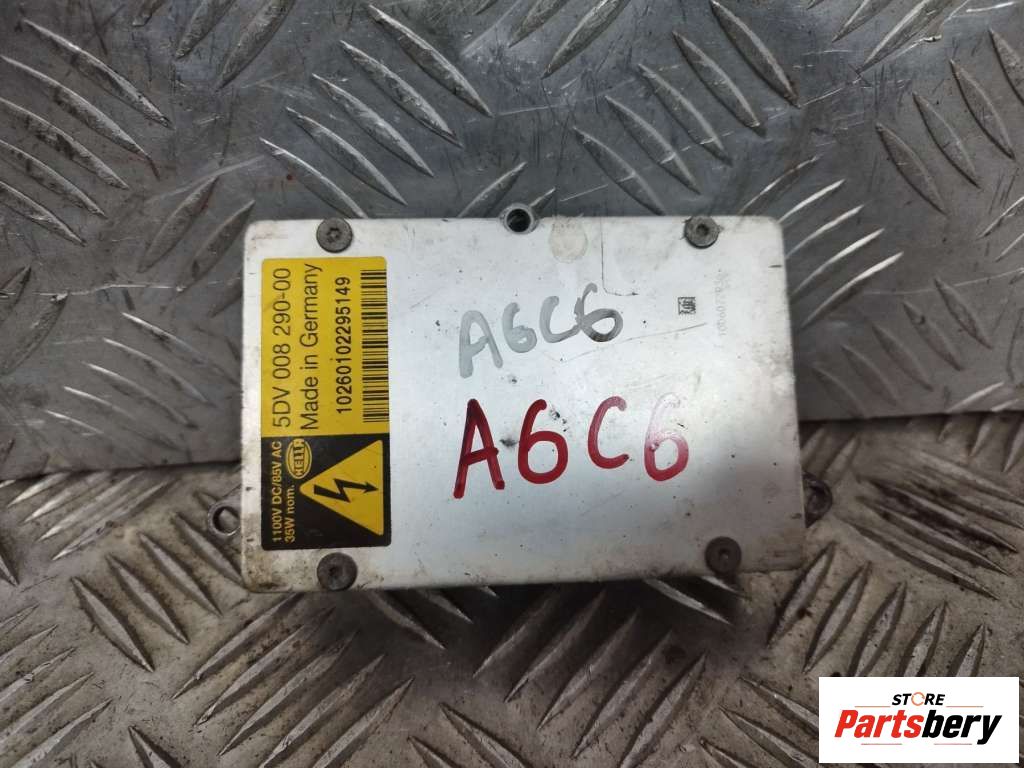 5DV 008 290-00
Made in Germany
10260102295149
1100V DC/85V AC
35W nom.
HELLA
A6C6
A6C6
STORE
Partsbery